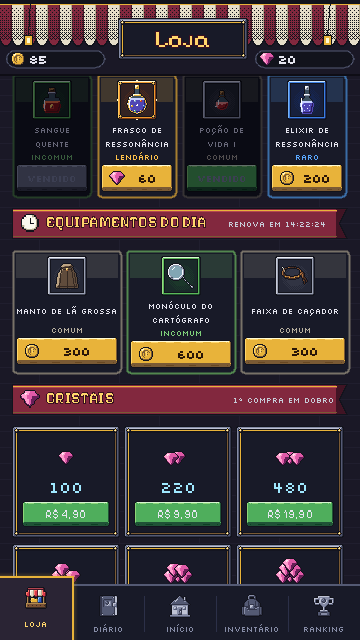 Loja
85
20
SANGUE
QUENTE
INCOMUM
VENDIDO
FRASCO DE
RESSONÂNCIA
LENDÁRIO
60
POÇÃO DE
VIDA I
COMUM
ELIXIR DE
RESSONÂNCIA
RARO
200
EQUIPAMENTOS DO DIA
RENOVA EM 14:22:24
MANTO DE LÃ GROSSA
COMUM
300
MONÓCULO DO
CARTÓGRAFO
INCOMUM
600
FAIXA DE CAÇADOR
COMUM
300
CRISTAIS
1ª COMPRA EM DOBRO
100
R$ 4,90
220
R$ 9,90
480
R$ 19,90
LOJA
DIÁRIO
INÍCIO
INVENTÁRIO
RANKING